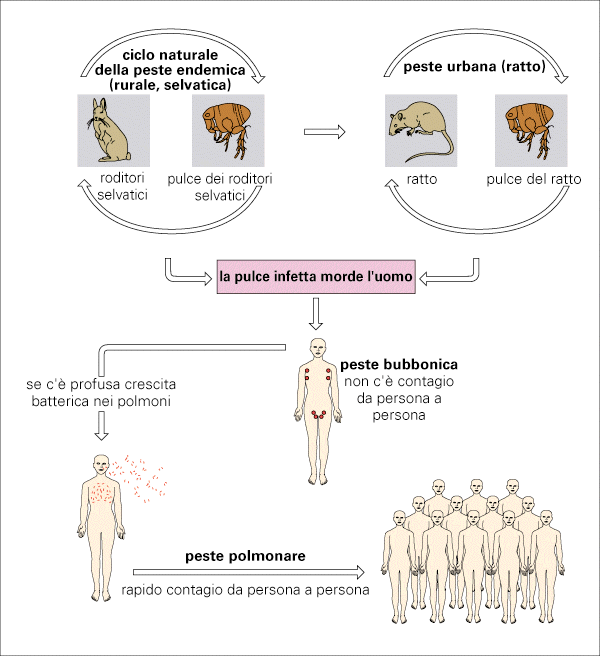 ciclo naturale
della peste endemica
(rurale, selvatica)
roditori
selvatici
pulce dei roditori
selvatici
peste urbana (ratto)
ratto
pulce del ratto
la pulce infetta morde l'uomo
peste bubbonica
non c'è contagio
da persona a
persona
se c'è profusa crescita
batterica nei polmoni
peste polmonare
rapido contagio da persona a persona